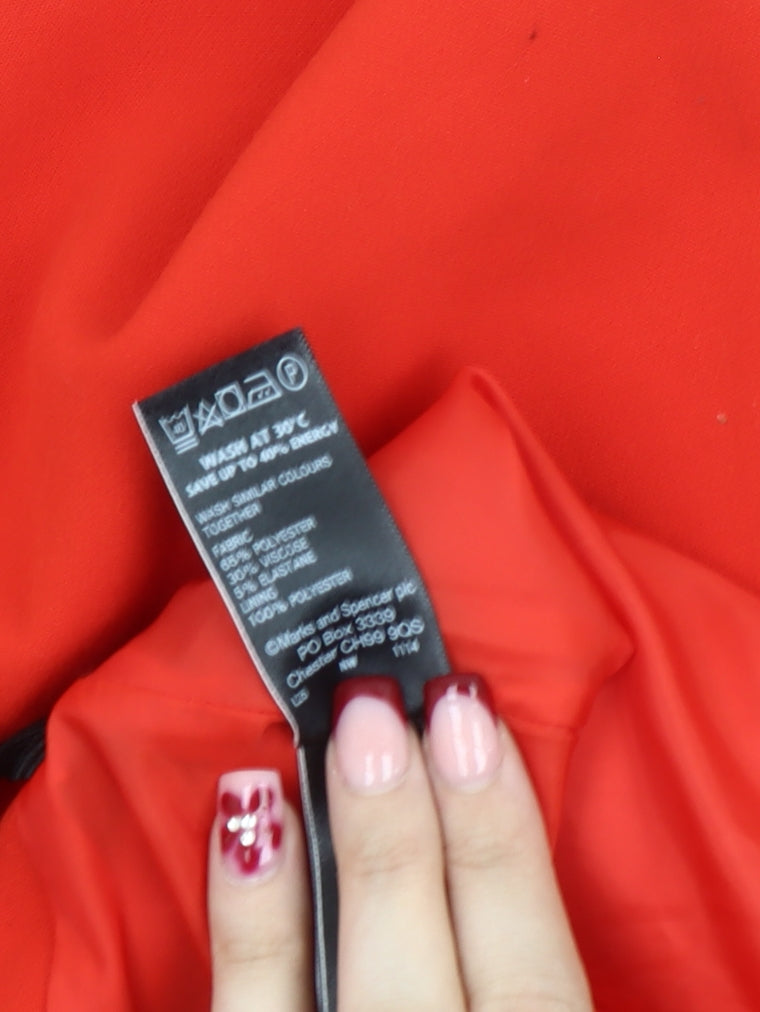 P
WASH AT 30°C
SAVE UP TO 40% ENERGY
WASH SIMILAR COLOURS
TOGETHER
FABRIC
65% POLYESTER
30% VISCOSE
5% ELASTANE
LINING
100% POLYESTER
©Marks and Spencer plc
PO Box 3339
Chester CH99 9QS
NW